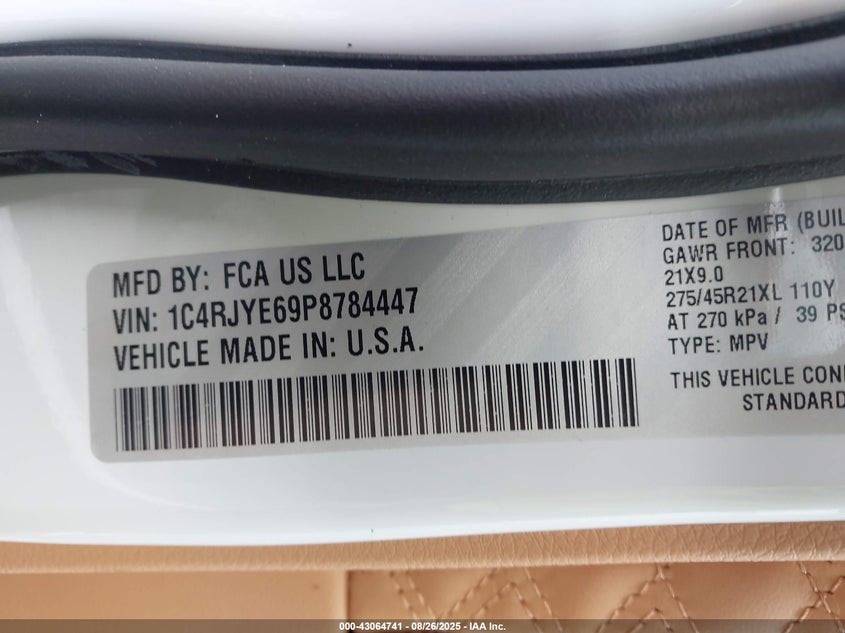 MFD BY: FCA US LLC
VIN: 1C4RJYE69P8784447
VEHICLE MADE IN: U.S.A.
DATE OF MFR (BUIL
GAWR FRONT: 320
21X9.0
275/45R21XL 110Y
AT 270 kPa / 39 PS
TYPE: MPV
THIS VEHICLE CON
STANDARD
000-43064741 - 08/26/2025 - IAA Inc.